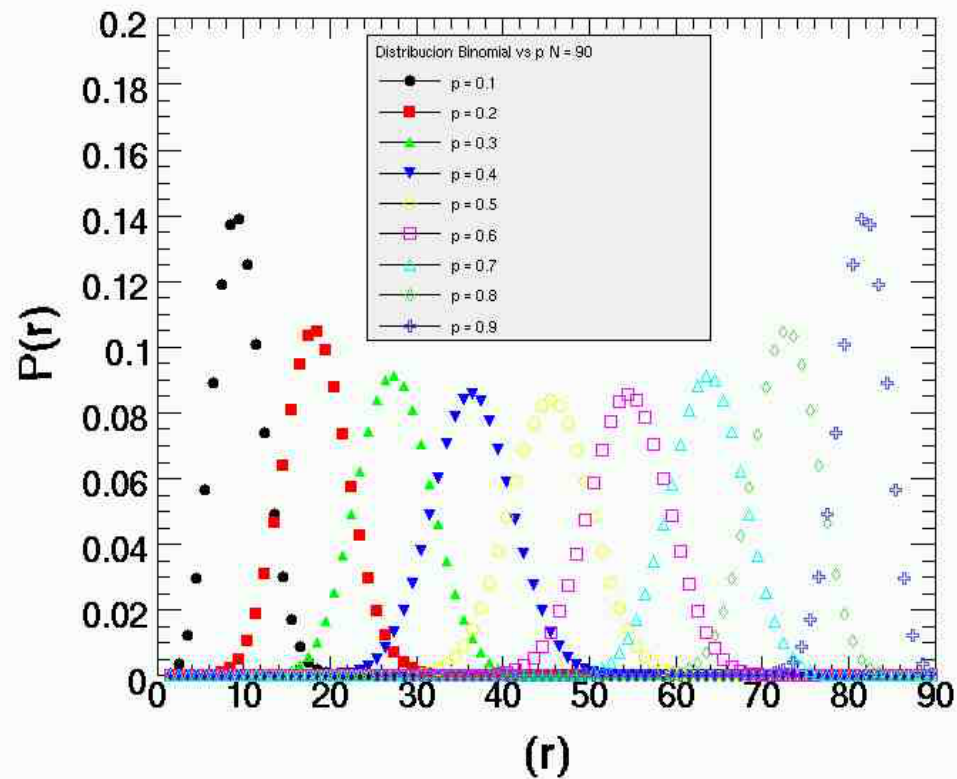 Distribucion Binomial vs p N = 90
p = 0.1
p = 0.2
p = 0.3
p = 0.4
p = 0.5
p = 0.6
p = 0.7
p = 0.8
p = 0.9
P(r)
0.2
0.18
0.16
0.14
0.12
0.1
0.08
0.06
0.04
0.02
0
0 10 20 30 40 50 60 70 80 90
(r)